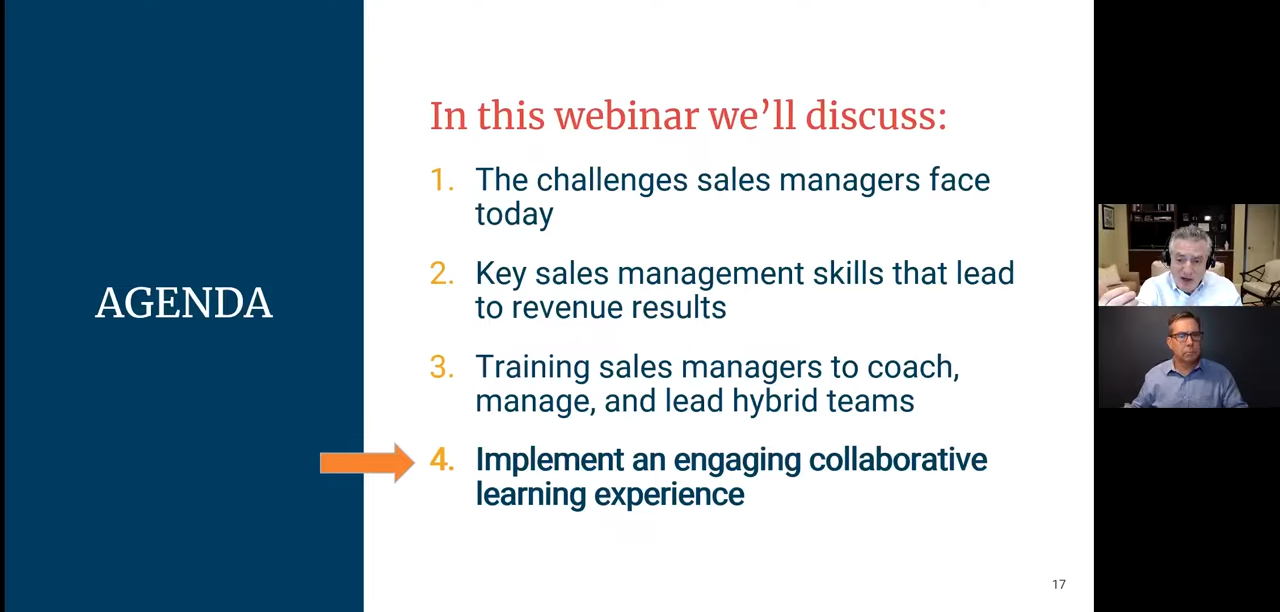 AGENDA
In this webinar we’ll discuss:
1. The challenges sales managers face
today
2. Key sales management skills that lead
to revenue results
3. Training sales managers to coach,
manage, and lead hybrid teams
4. Implement an engaging collaborative
learning experience
17